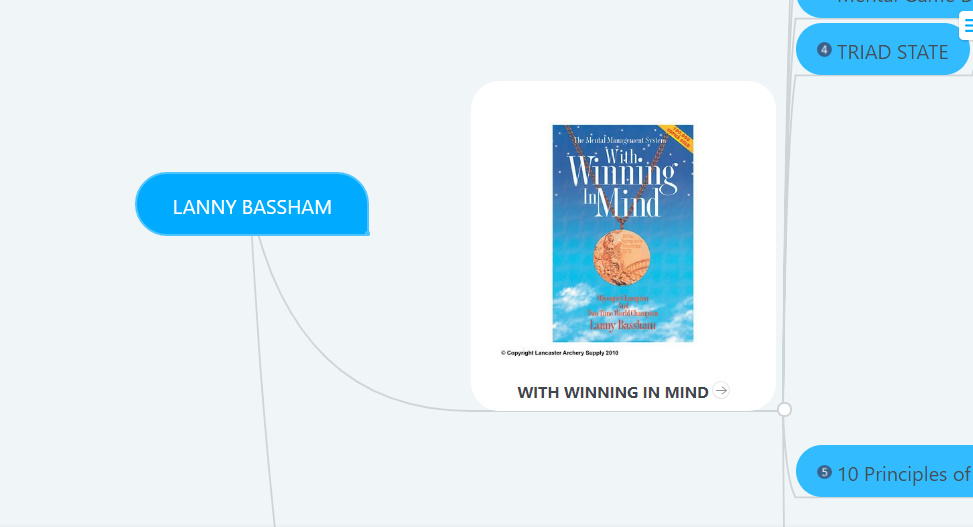 Mental Game
4 TRIAD STATE
LANNY BASSHAM
The Mental Management System
With
Winning
In Mind
Olympic Champion
And
Two Time World Champion
Lanny Bassham
© Copyright Lancaster Archery Supply 2010
WITH WINNING IN MIND
5 10 Principles of